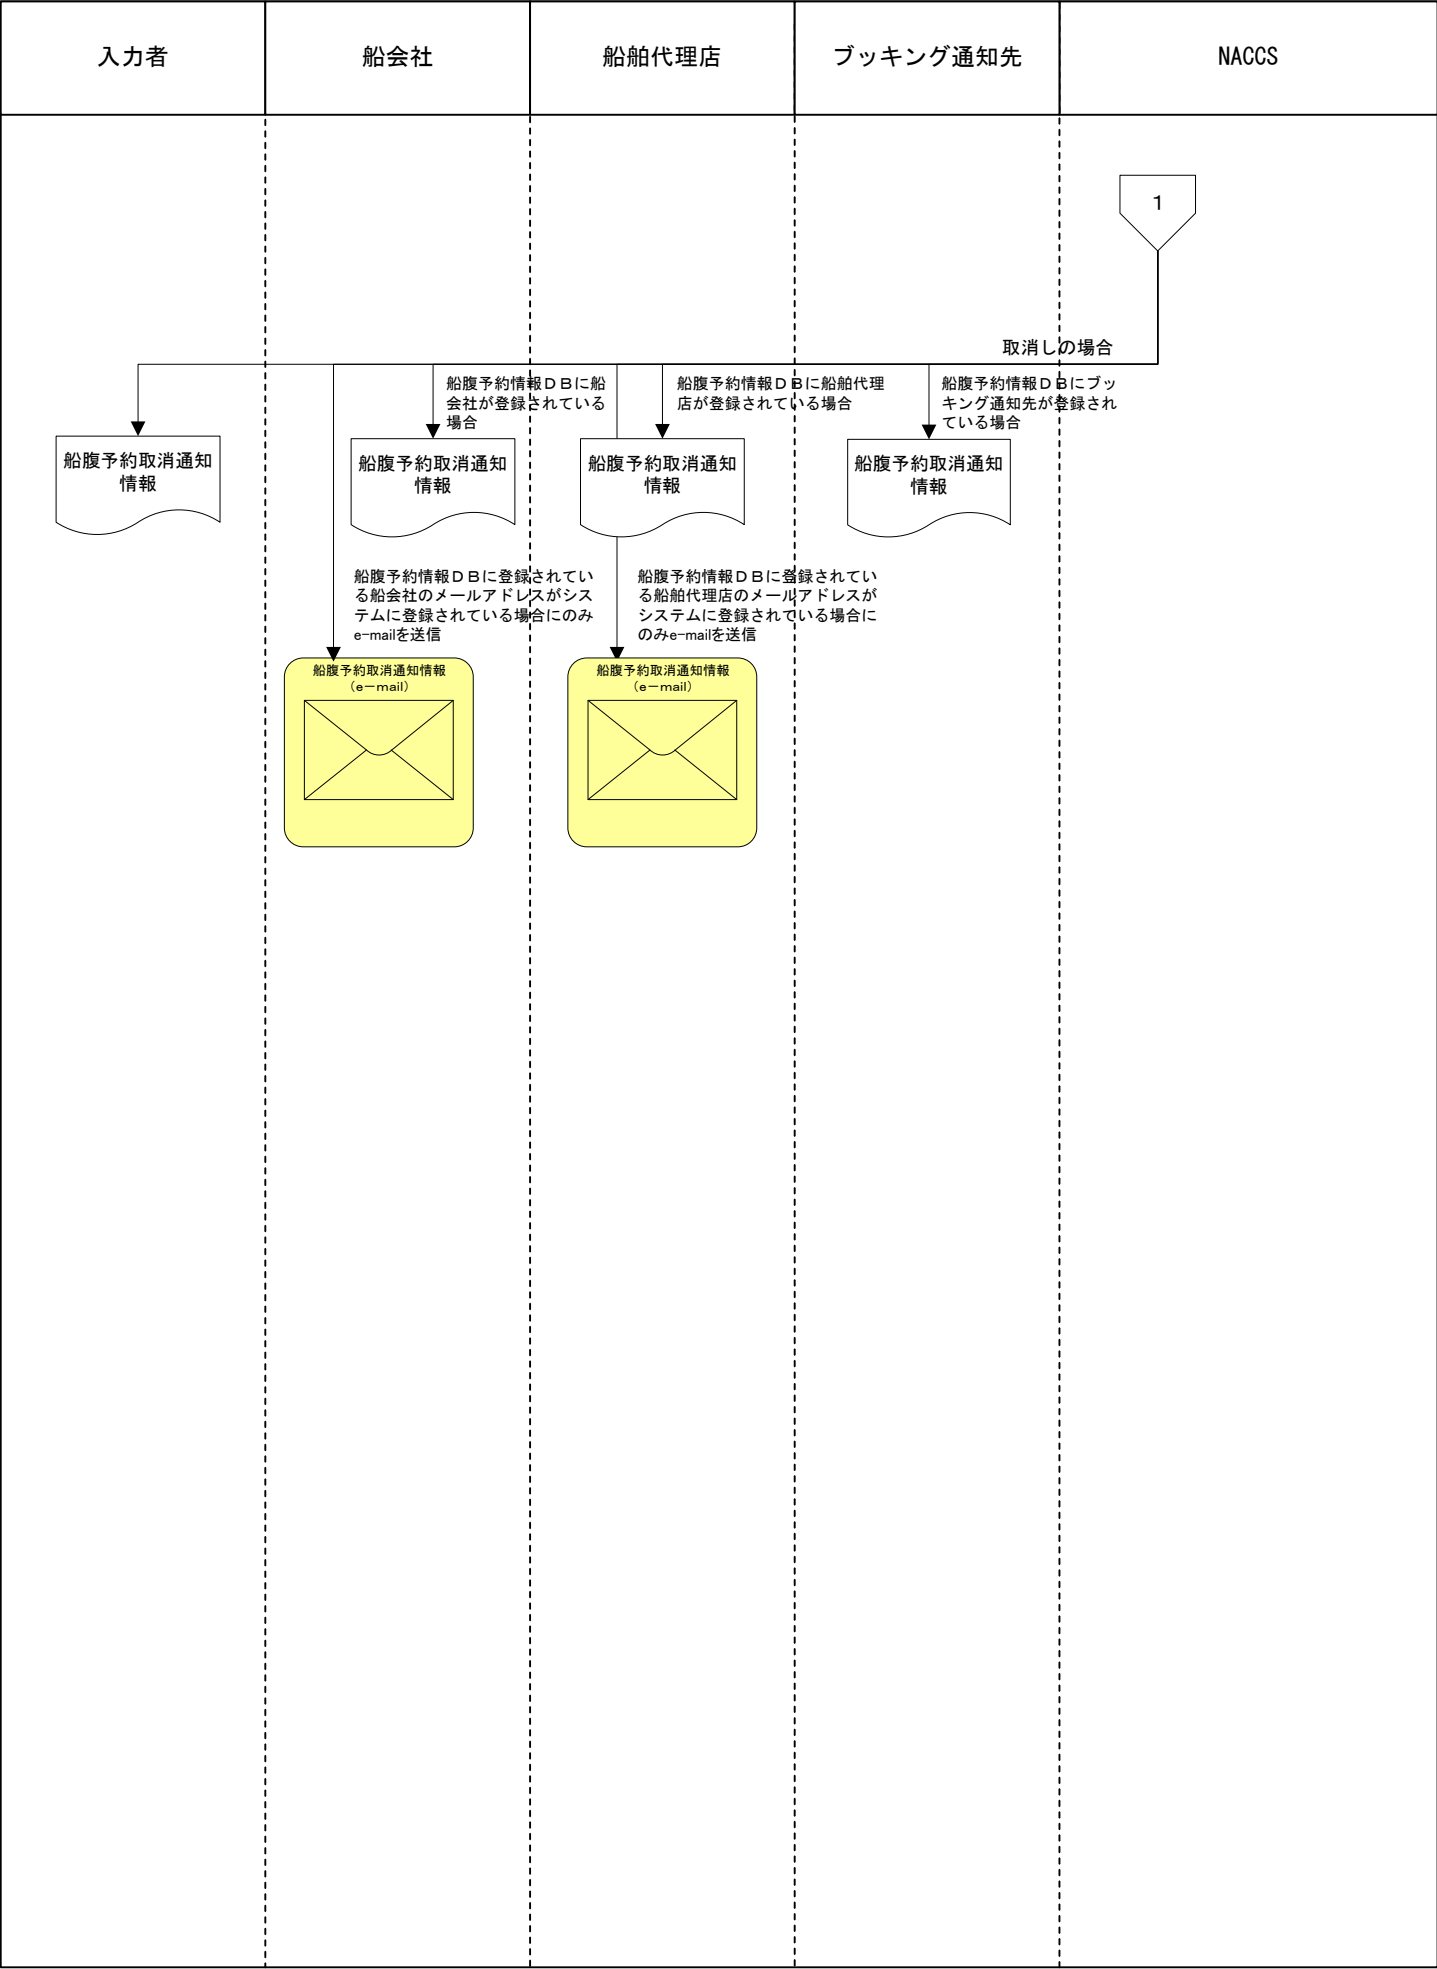 入力者
船会社
船舶代理店
ブッキング通知先
NACCS
1
取消しの場合
船腹予約情報ＤＢに船
会社が登録されている
場合
船腹予約情報ＤＢに船舶代理
店が登録されている場合
船腹予約情報ＤＢにブッ
キング通知先が登録され
ている場合
船腹予約取消通知
情報
船腹予約取消通知
情報
船腹予約取消通知
情報
船腹予約取消通知
情報
船腹予約情報ＤＢに登録されてい
る船会社のメールアドレスがシス
テムに登録されている場合にのみ
e-mailを送信
船腹予約情報ＤＢに登録されてい
る船舶代理店のメールアドレスが
システムに登録されている場合に
のみe-mailを送信
船腹予約取消通知情報
（e－mail）
船腹予約取消通知情報
（e－mail）